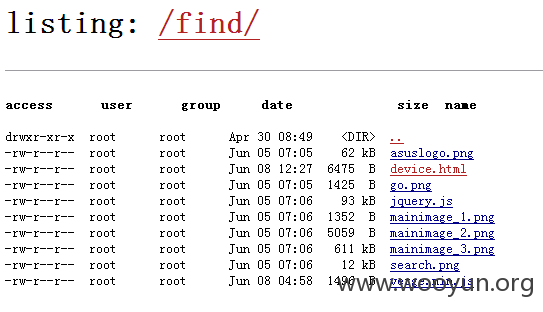 listing: /find/
access user group date size name
drwxr-xr-x root root Apr 30 08:49 <DIR> ..
-rw-r--r-- root root Jun 05 07:05 62 kB asuslogo.png
-rw-r--r-- root root Jun 08 12:27 6475 B device.html
-rw-r--r-- root root Jun 05 07:05 1425 B go.png
-rw-r--r-- root root Jun 05 07:06 93 kB jquery.js
-rw-r--r-- root root Jun 05 07:06 1352 B mainimage_1.png
-rw-r--r-- root root Jun 05 07:06 5059 B mainimage_2.png
-rw-r--r-- root root Jun 05 07:06 611 kB mainimage_3.png
-rw-r--r-- root root Jun 05 07:06 12 kB search.png
-rw-r--r-- root root Jun 08 04:58 1496 B
www.wooyun.org